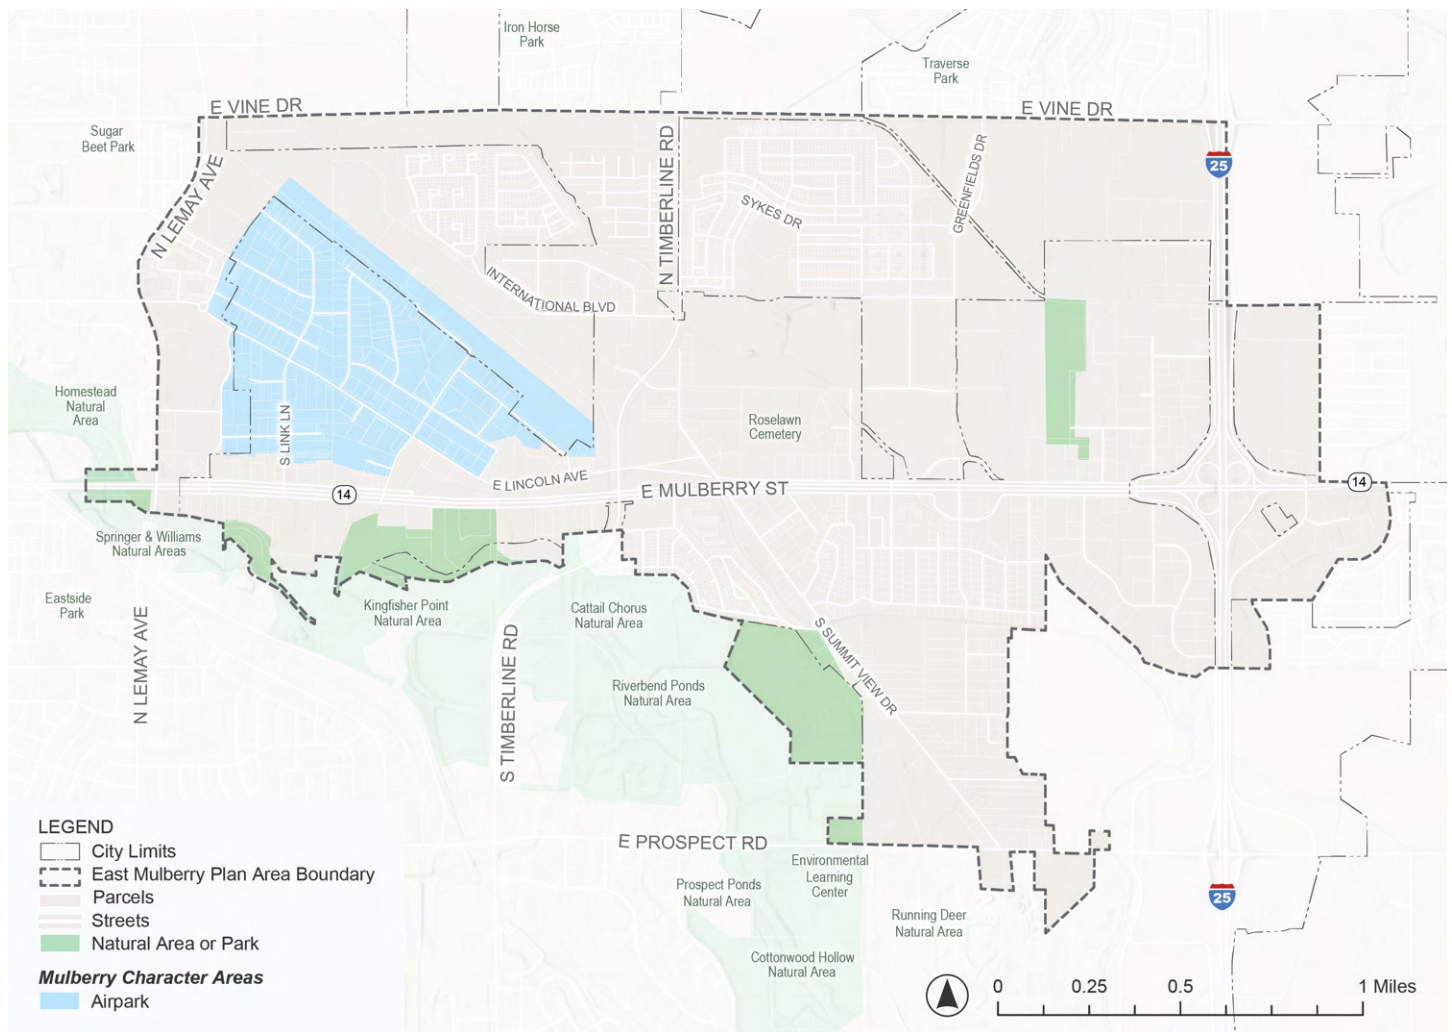 Iron Horse
Park
Traverse
Park
E VINE DR
E VINE DR
Sugar
Beet Park
N LEMAY AVE
N TIMBERLINE RD
GREENFIELDS DR
25
SYKES DR
INTERNATIONAL BLVD
Homestead
Natural
Area
S LINK LN
Roselawn
Cemetery
E LINCOLN AVE
14
E MULBERRY ST
14
Springer & Williams
Natural Areas
Eastside
Park
N LEMAY AVE
Kingfisher Point
Natural Area
Cattail Chorus
Natural Area
S TIMBERLINE RD
S SUMMIT VIEW DR
Riverbend Ponds
Natural Area
E PROSPECT RD
Environmental
Learning
Center
Prospect Ponds
Natural Area
25
Running Deer
Natural Area
Cottonwood Hollow
Natural Area
LEGEND
City Limits
East Mulberry Plan Area Boundary
Parcels
Streets
Natural Area or Park
Mulberry Character Areas
Airpark
0 0.25 0.5 1 Miles